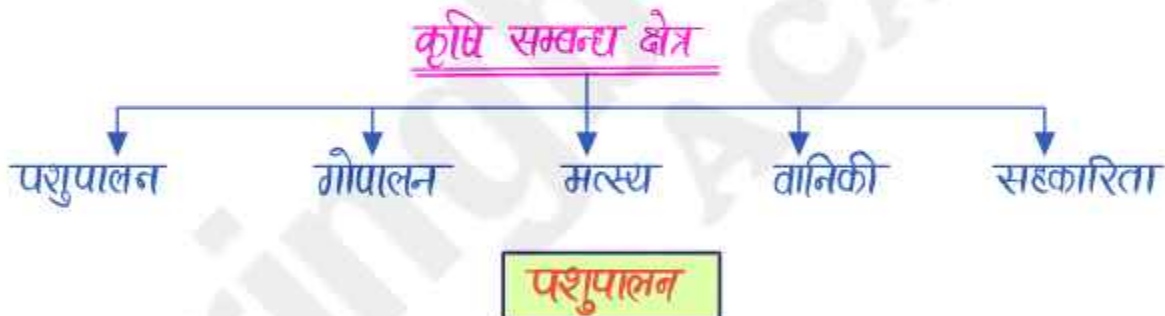 कृषि सम्बन्ध क्षेत्र
पशुपालन गोपालन मत्स्य वानिकी सहकारिता
पशुपालन